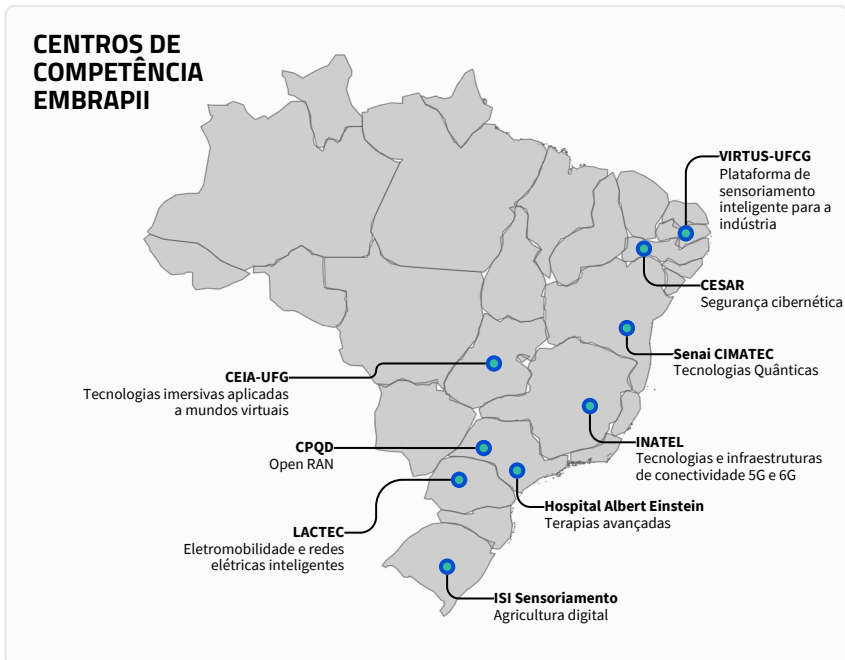 CENTROS DE
COMPETÊNCIA
EMBRAPII
VIRTUS-UFCG
Plataforma de
sensoriamento
inteligente para a
indústria
CESAR
Segurança cibernética
Senai CIMATEC
Tecnologias Quânticas
CEIA-UFG
Tecnologias imersivas aplicadas
a mundos virtuais
INATEL
Tecnologias e infraestruturas
de conectividade 5G e 6G
CPQD
Open RAN
Hospital Albert Einstein
Terapias avançadas
LACTEC
Eletromobilidade e redes
elétricas inteligentes
ISI Sensoriamento
Agricultura digital